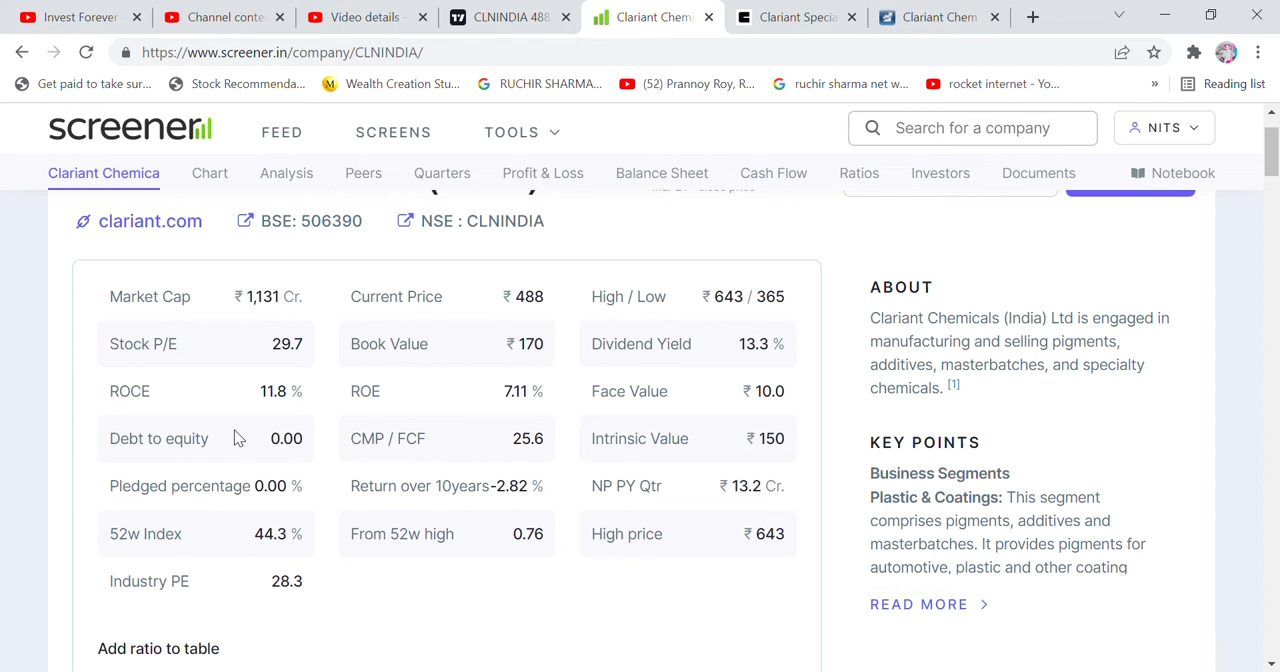 Invest Forever
Channel conte
Video details -
CLNINDIA 488
Clariant Chemi
Clariant Specia
Clariant Chem
https://www.screener.in/company/CLNINDIA/
Get paid to take sur...
Stock Recommenda...
Wealth Creation Stu...
RUCHIR SHARMA...
(52) Prannoy Roy, R...
ruchir sharma net w...
rocket internet - Yo...
»
Reading list
screener
FEED
SCREENS
TOOLS
Search for a company
NITS
Clariant Chemica
Chart
Analysis
Peers
Quarters
Profit & Loss
Balance Sheet
Cash Flow
Ratios
Investors
Documents
Notebook
clariant.com
BSE: 506390
NSE : CLNINDIA
Market Cap ₹ 1,131 Cr.
Current Price ₹ 488
High / Low ₹ 643 / 365
Stock P/E 29.7
Book Value ₹ 170
Dividend Yield 13.3 %
ROCE 11.8 %
ROE 7.11 %
Face Value ₹ 10.0
Debt to equity 0.00
CMP / FCF 25.6
Intrinsic Value ₹ 150
Pledged percentage 0.00 %
Return over 10years -2.82 %
NP PY Qtr ₹ 13.2 Cr.
52w Index 44.3 %
From 52w high 0.76
High price ₹ 643
Industry PE 28.3
Add ratio to table
ABOUT
Clariant Chemicals (India) Ltd is engaged in
manufacturing and selling pigments,
additives, masterbatches, and specialty
chemicals. [1]
KEY POINTS
Business Segments
Plastic & Coatings: This segment
comprises pigments, additives and
masterbatches. It provides pigments for
automotive, plastic and other coating
READ MORE